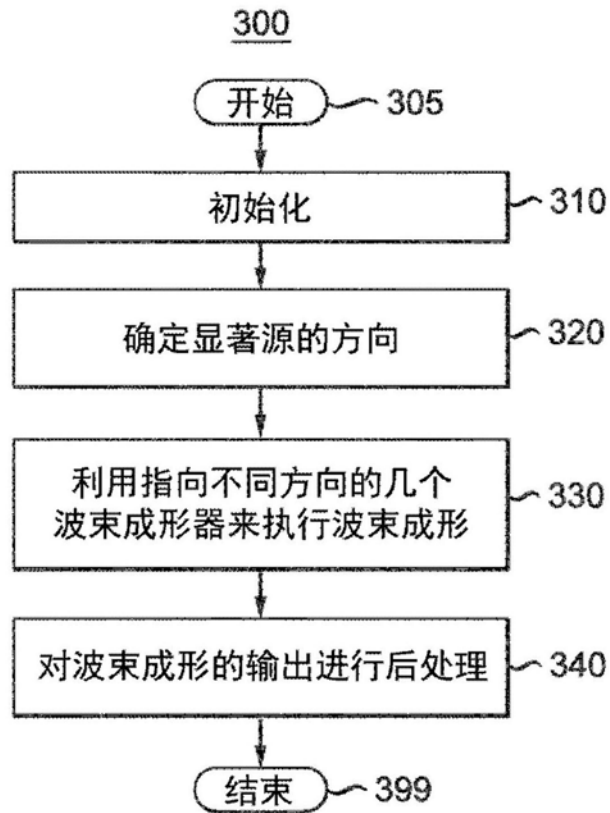 300
开始 305
初始化 310
确定显著源的方向 320
利用指向不同方向的几个
波束成形器来执行波束成形 330
对波束成形的输出进行后处理 340
结束 399